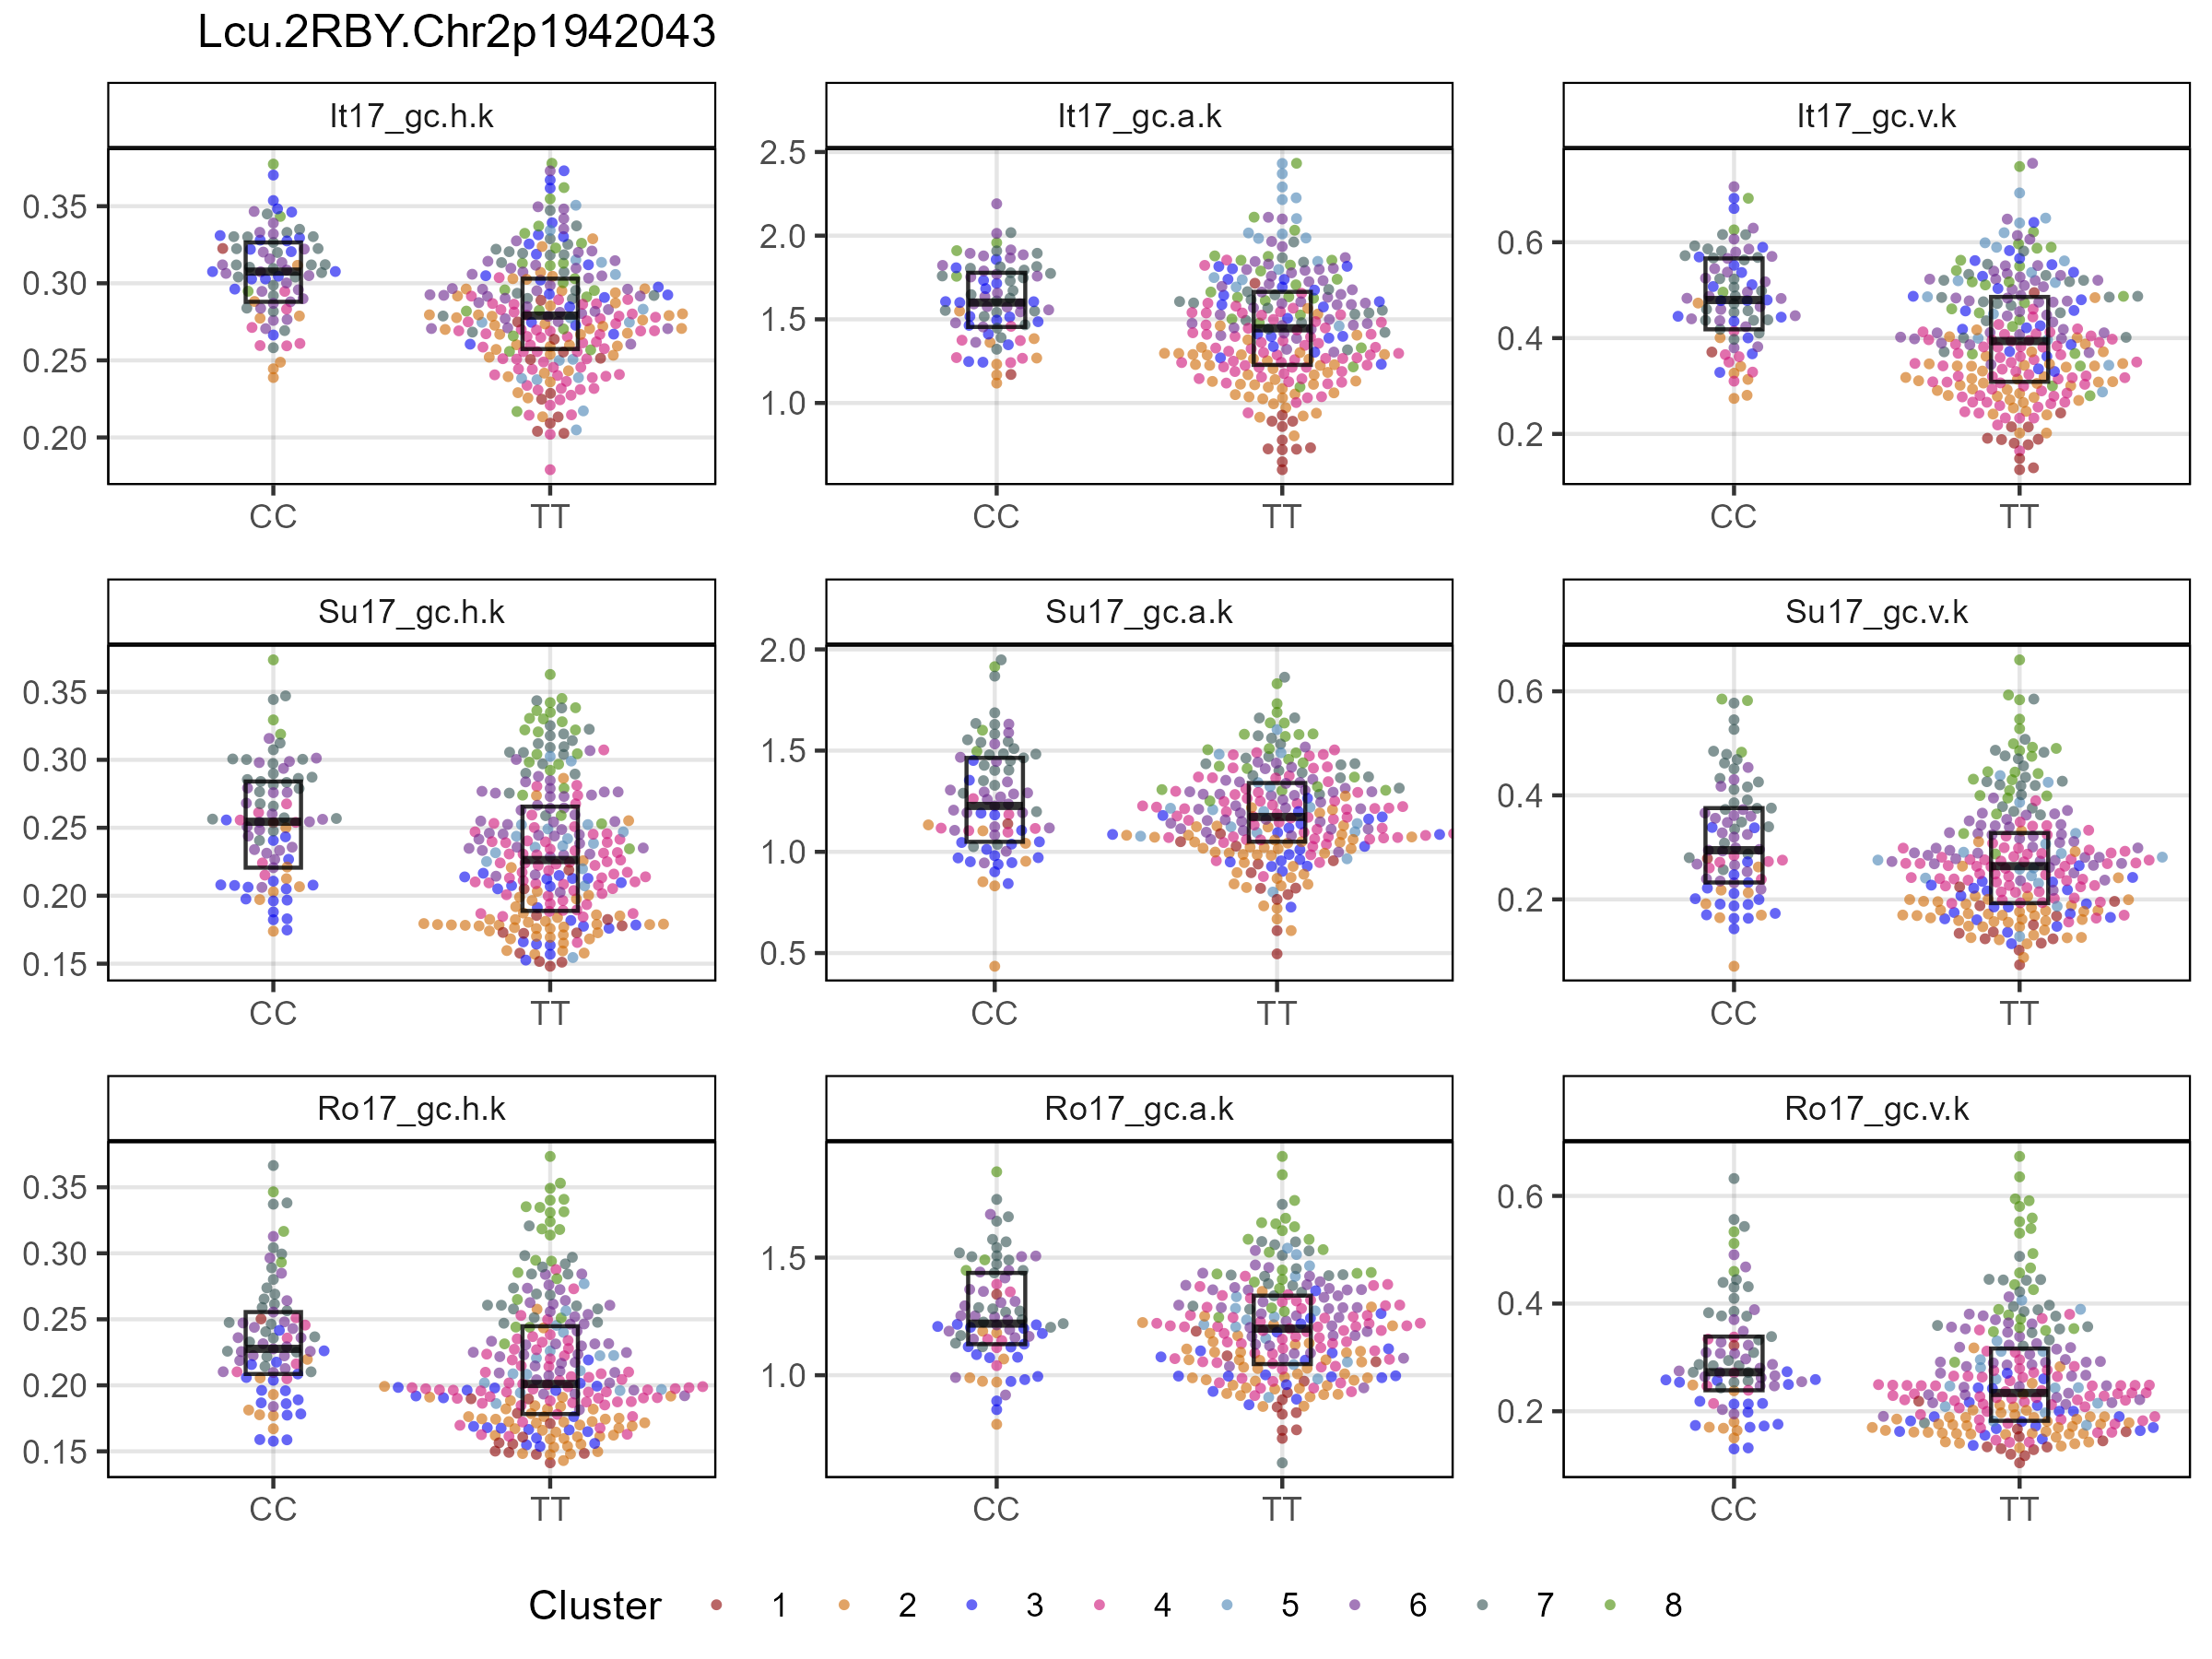 Lcu.2RBY.Chr2p1942043
It17_gc.h.k
It17_gc.a.k
It17_gc.v.k
0.35
0.30
0.25
0.20
CC
TT
2.5
2.0
1.5
1.0
CC
TT
0.6
0.4
0.2
CC
TT
Su17_gc.h.k
Su17_gc.a.k
Su17_gc.v.k
0.35
0.30
0.25
0.20
0.15
CC
TT
2.0
1.5
1.0
0.5
CC
TT
0.6
0.4
0.2
CC
TT
Ro17_gc.h.k
Ro17_gc.a.k
Ro17_gc.v.k
0.35
0.30
0.25
0.20
0.15
CC
TT
1.5
1.0
CC
TT
0.6
0.4
0.2
CC
TT
Cluster 1 2 3 4 5 6 7 8